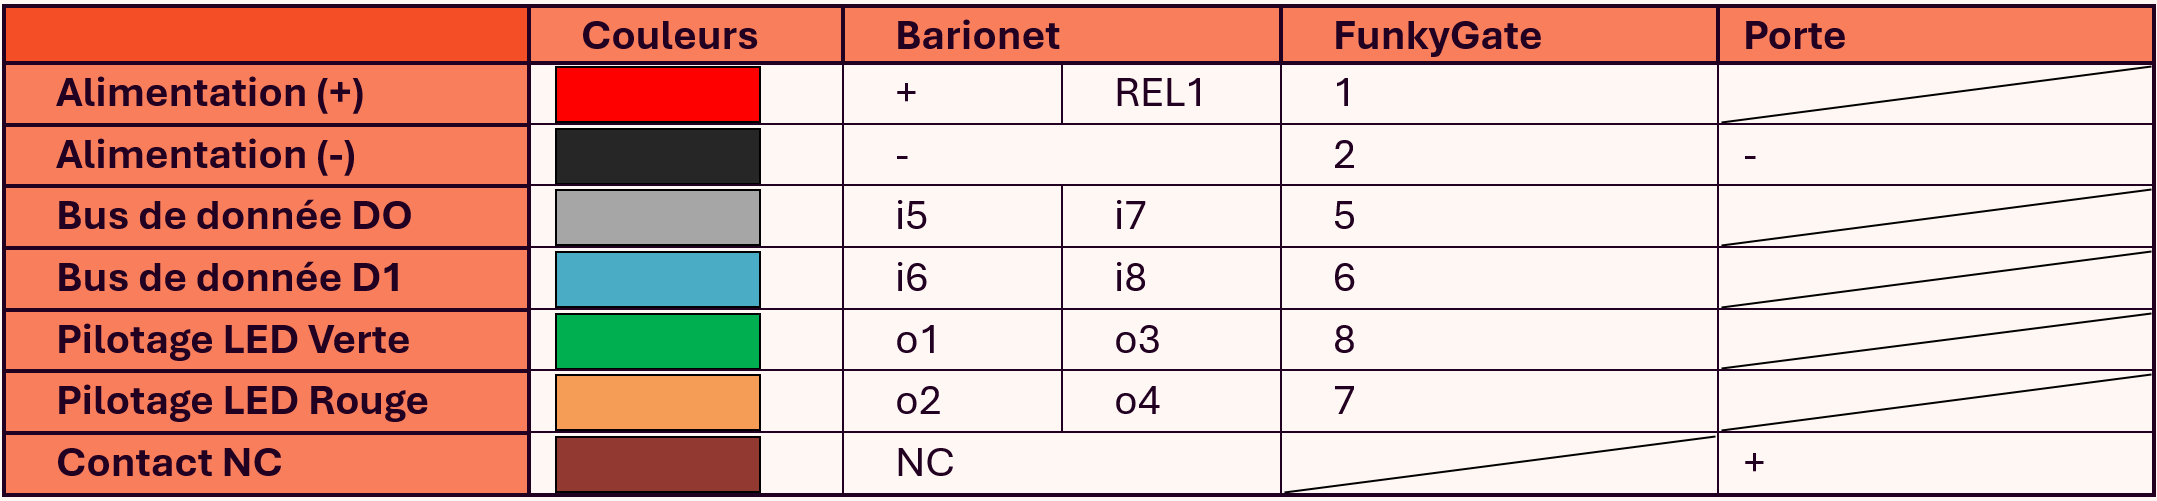 Couleurs Barionet FunkyGate Porte
Alimentation (+) + REL1 1
Alimentation (-) - 2 -
Bus de donnée DO i5 i7 5
Bus de donnée D1 i6 i8 6
Pilotage LED Verte o1 o3 8
Pilotage LED Rouge o2 o4 7
Contact NC NC +